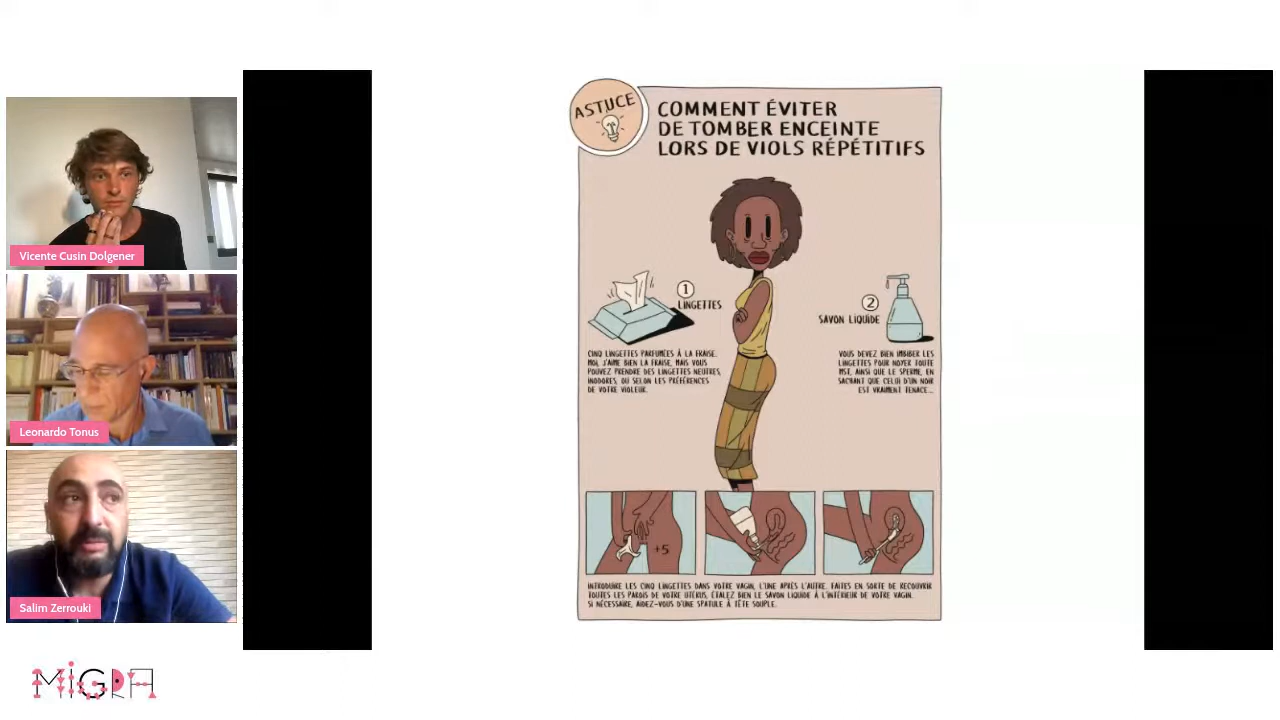 ASTUCE
COMMENT ÉVITER
DE TOMBER ENCEINTE
LORS DE VIOLS RÉPÉTITIFS
Vicente Cusin Dolgener
1
LINGETTES
2
SAVON LIQUIDE
CINQ LINGETTES PARFUMÉES À LA FRAISE.
MOI, J'AIME BIEN LA FRAISE, MAIS VOUS
POUVEZ PRENDRE DES LINGETTES NEUTRES,
INODORES, OU SELON LES PRÉFÉRENCES
DE VOTRE VIOLEUR.
VOUS DEVEZ BIEN IMBIBER LES
LINGETTES POUR NOYER TOUTE
MST, AINSI QUE LE SPERME, EN
SACHANT QUE CELUI D'UN NOIR
EST VRAIMENT TENACE...
Leonardo Tonus
+5
INTRODUIRE LES CINQ LINGETTES DANS VOTRE VAGIN, L'UNE APRÈS L'AUTRE. FAITES EN SORTE DE RECOUVRIR
TOUTES LES PAROIS DE VOTRE UTÉRUS, ÉTALEZ BIEN LE SAVON LIQUIDE À L'INTÉRIEUR DE VOTRE VAGIN.
SI NÉCESSAIRE, AIDEZ-VOUS D'UNE SPATULE À TÊTE SOUPLE.
Salim Zerrouki
MiGRA